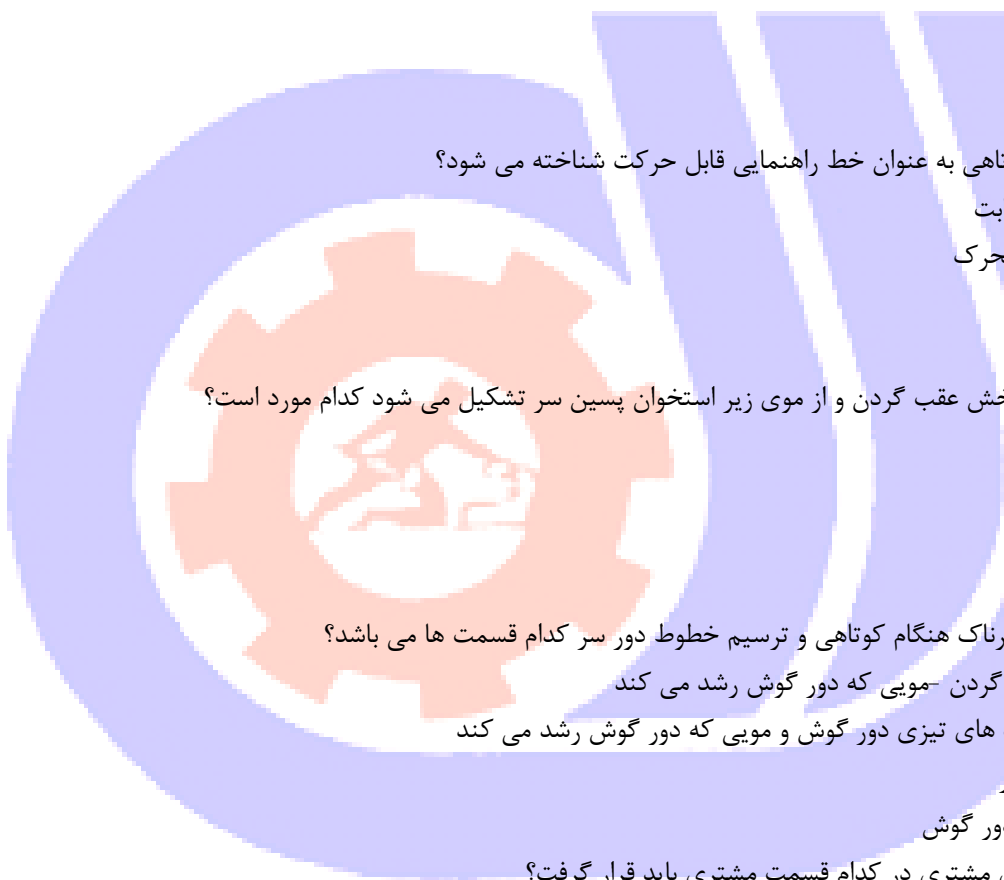 تاهی به عنوان خط راهنمایی قابل حرکت شناخته می شود؟
بت
حرک
خش عقب گردن و از موی زیر استخوان پسین سر تشکیل می شود کدام مورد است؟
رناک هنگام کوتاهی و ترسیم خطوط دور سر کدام قسمت ها می باشد؟
گردن -مویی که دور گوش رشد می کند
های تیزی دور گوش و مویی که دور گوش رشد می کند
ور گوش
مشتری در کدام قسمت مشتری باید قرار گرفت؟